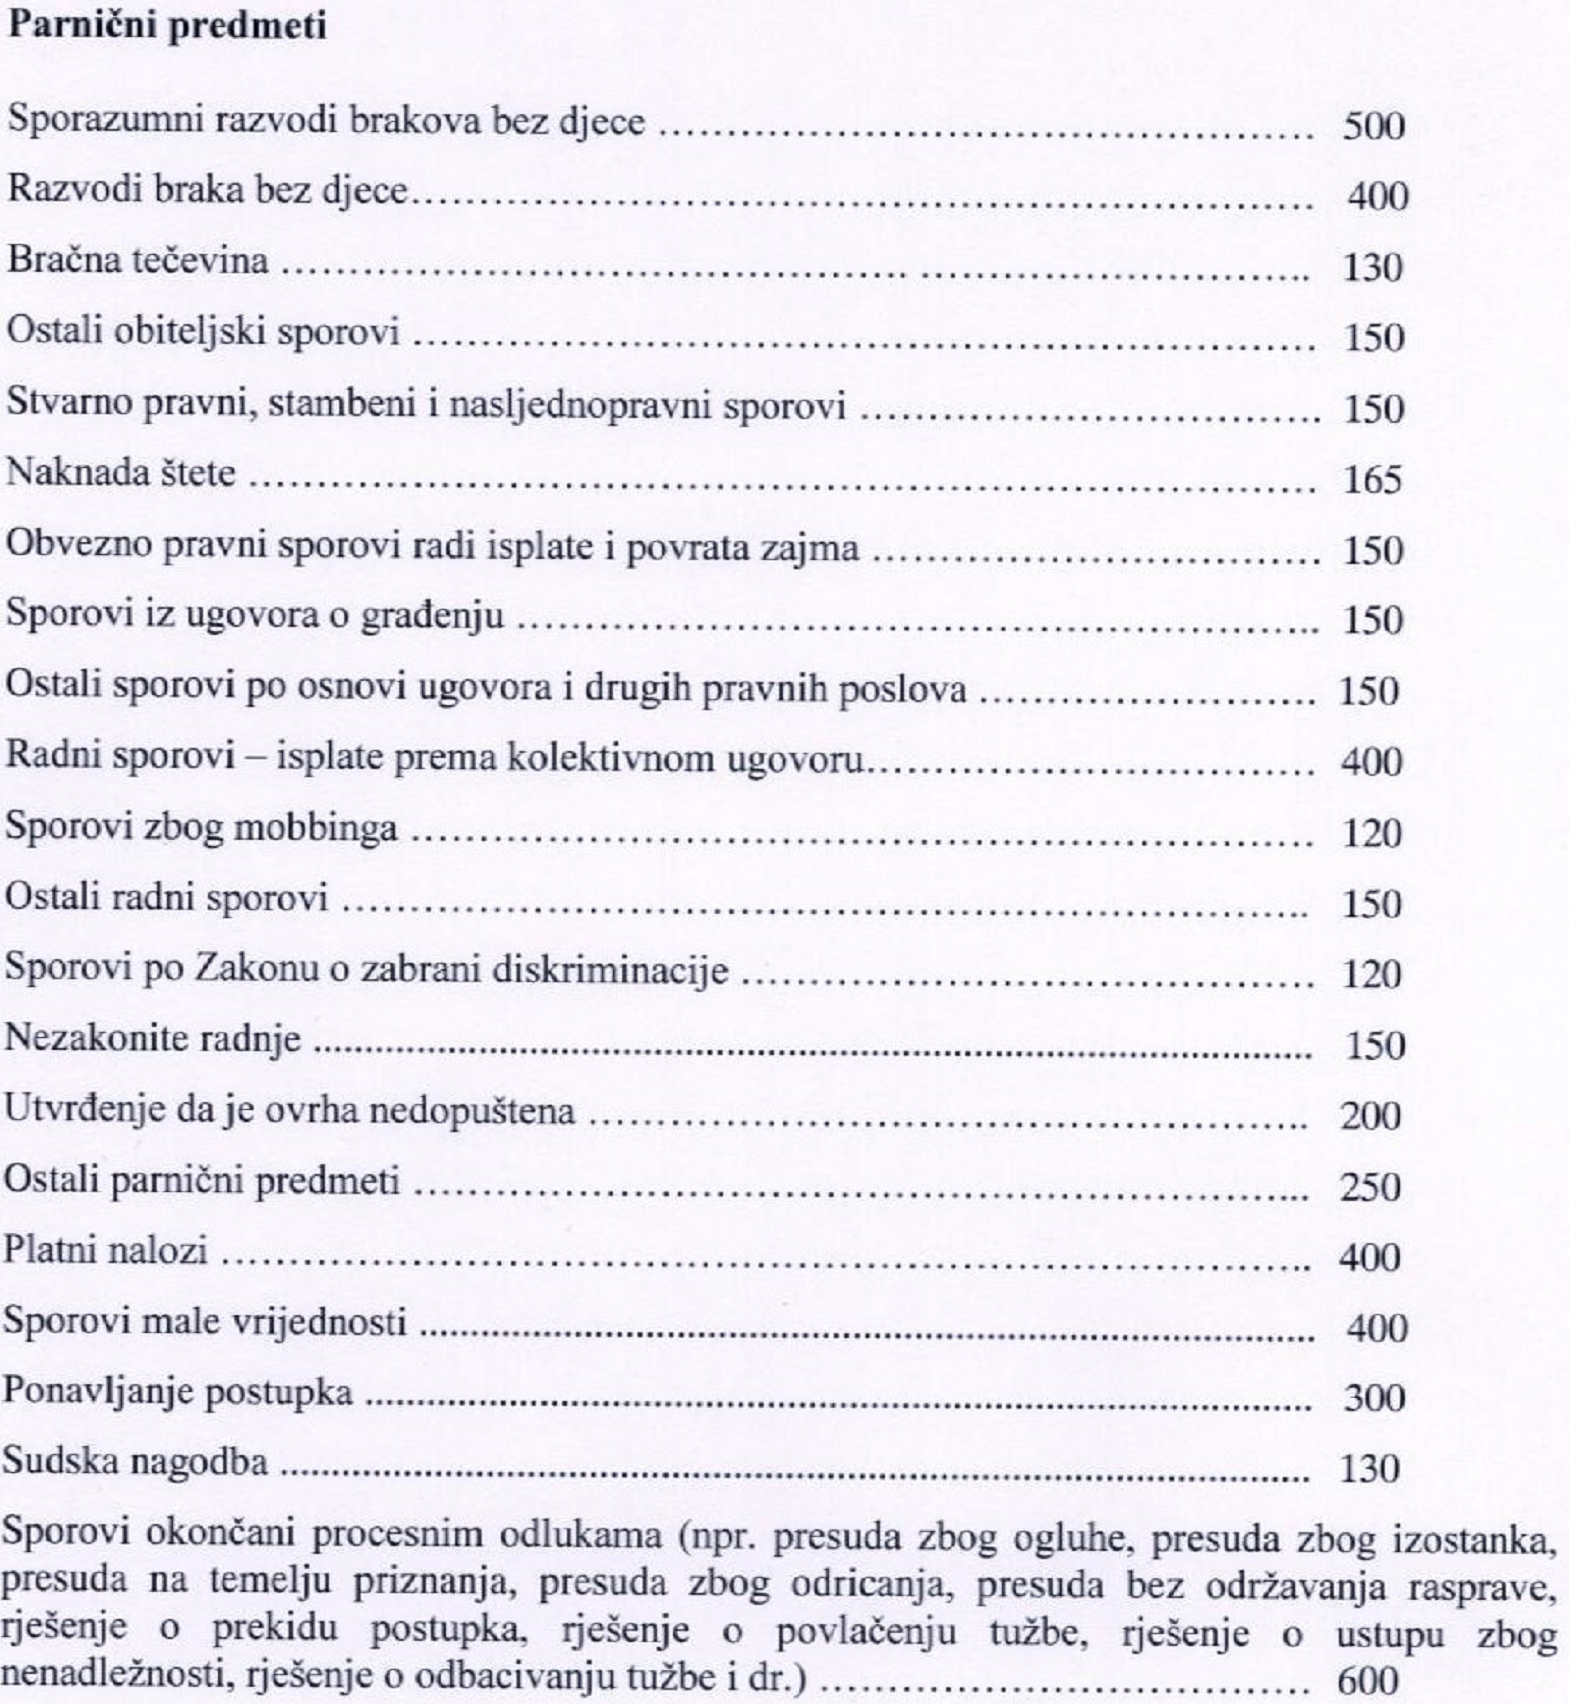 Parnični predmeti
Sporazumni razvodi brakova bez djece ........................................................ 500
Razvodi braka bez djece........................................................................ 400
Bračna tečevina ........................................................ .................................. 130
Ostali obiteljski sporovi ........................................................................ 150
Stvarno pravni, stambeni i nasljednopravni sporovi ........................................ 150
Naknada štete ................................................................................ 165
Obvezno pravni sporovi radi isplate i povrata zajma ........................................ 150
Sporovi iz ugovora o građenju ................................................................ 150
Ostali sporovi po osnovi ugovora i drugih pravnih poslova ................................ 150
Radni sporovi – isplate prema kolektivnom ugovoru........................................ 400
Sporovi zbog mobbinga ........................................................................ 120
Ostali radni sporovi ................................................................................ 150
Sporovi po Zakonu o zabrani diskriminacije ................................................ 120
Nezakonite radnje ................................................................................ 150
Utvrđenje da je ovrha nedopuštena ............................................................ 200
Ostali parnični predmeti ........................................................................ 250
Platni nalozi ........................................................................................ 400
Sporovi male vrijednosti ........................................................................ 400
Ponavljanje postupka ............................................................................ 300
Sudska nagodba .................................................................................... 130
Sporovi okončani procesnim odlukama (npr. presuda zbog ogluhe, presuda zbog izostanka,
presuda na temelju priznanja, presuda zbog odricanja, presuda bez održavanja rasprave,
rješenje o prekidu postupka, rješenje o povlačenju tužbe, rješenje o ustupu zbog
nenadležnosti, rješenje o odbacivanju tužbe i dr.) ........................................ 600